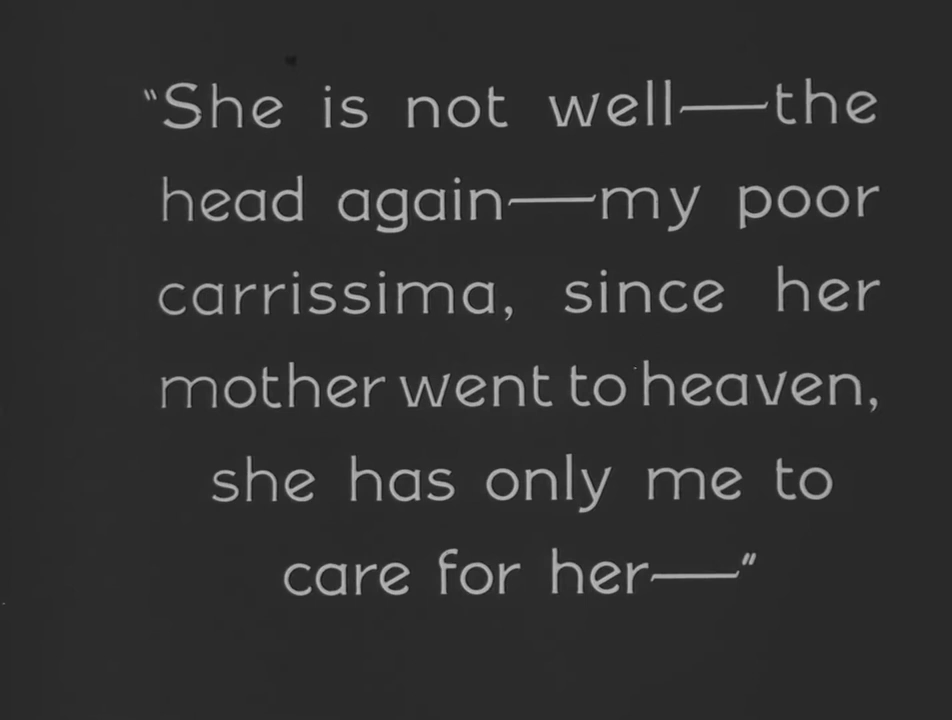 "She is not well—the
head again—my poor
carrissima, since her
mother went to heaven,
she has only me to
care for her—"